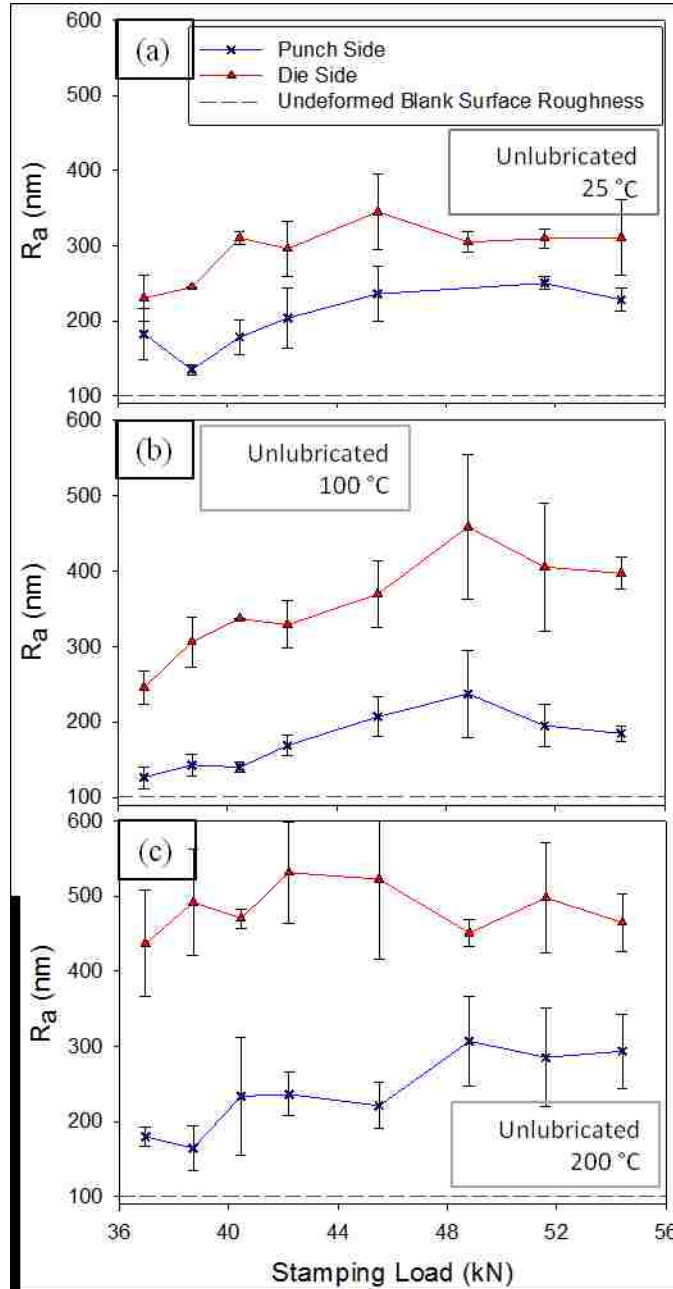 (a)
Punch Side
Die Side
Undeformed Blank Surface Roughness
Unlubricated
25 °C
600
500
400
300
200
100
Ra (nm)
(b)
Unlubricated
100 °C
600
500
400
300
200
100
Ra (nm)
(c)
Unlubricated
200 °C
600
500
400
300
200
100
Ra (nm)
36 40 44 48 52 56
Stamping Load (kN)